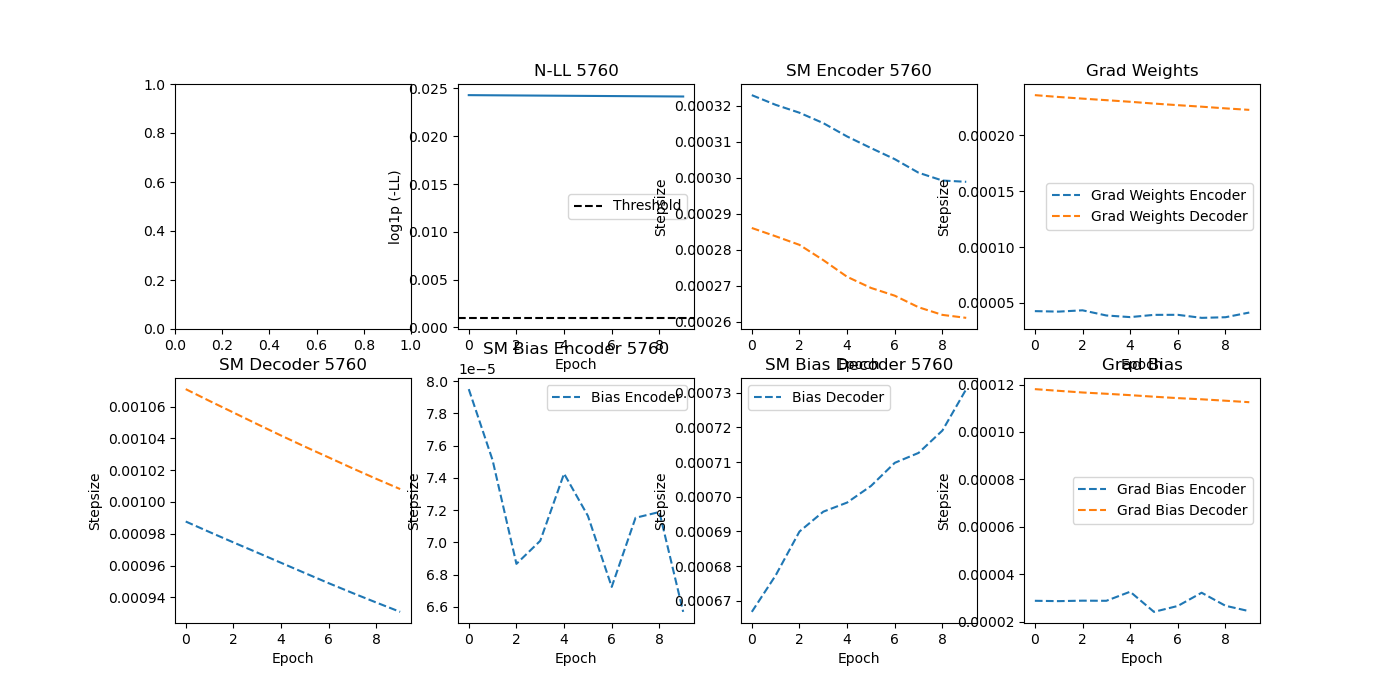 N-LL 5760
SM Encoder 5760
Grad Weights
1.0
0.8
0.6
0.4
0.2
0.0
0.0 0.2 0.4 0.6 0.8 1.0
log1p (-LL)
0.025
0.020
0.015
0.010
0.005
0.000
Threshold
0 2 4 6 8
Epoch
Stepsize
0.00032
0.00031
0.00030
0.00029
0.00028
0.00027
0.00026
0 2 4 6 8
Epoch
Stepsize
0.00020
0.00015
0.00010
0.00005
Grad Weights Encoder
Grad Weights Decoder
0 2 4 6 8
Epoch
SM Decoder 5760
SM Bias Encoder 5760
SM Bias Decoder 5760
Grad Bias
Stepsize
0.00106
0.00104
0.00102
0.00100
0.00098
0.00096
0.00094
0 2 4 6 8
Epoch
Stepsize
1e−5
8.0
7.8
7.6
7.4
7.2
7.0
6.8
6.6
Bias Encoder
0 2 4 6 8
Epoch
Stepsize
0.00073
0.00072
0.00071
0.00070
0.00069
0.00068
0.00067
Bias Decoder
0 2 4 6 8
Epoch
Stepsize
0.00012
0.00010
0.00008
0.00006
0.00004
0.00002
Grad Bias Encoder
Grad Bias Decoder
0 2 4 6 8
Epoch